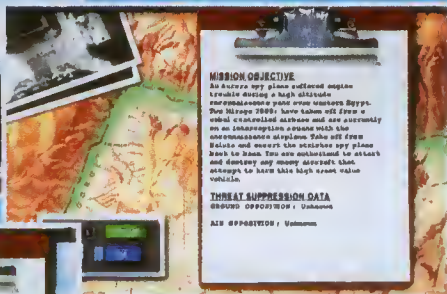 MISSION OBJECTIVE
An Aurora spy plane suffered engine
trouble during a high altitude
reconnaissance pass over western Egypt.
Two Mirage 2000s have taken off from a
controlled airbase and are currently
on an interception course with the
reconnaissance airplane. Take off from
and escort the stricken spy plane
back to base. You are authorized to attack
and destroy any enemy aircraft that
attempt to harm this high asset value
vehicle.
THREAT SUPPRESSION DATA
GROUND OPPOSITION: Unknown
AIR OPPOSITION: Unknown